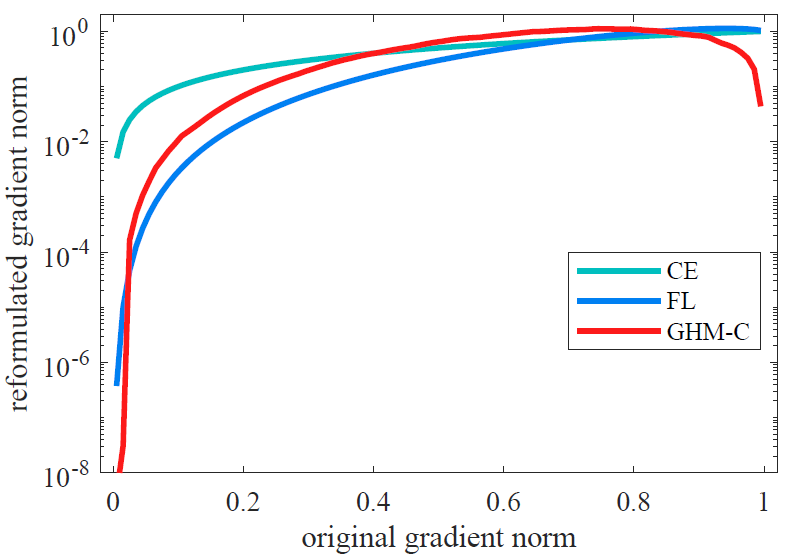 reformulated gradient norm
10^0
10^-2
10^-4
10^-6
10^-8
CE
FL
GHM-C
0 0.2 0.4 0.6 0.8 1
original gradient norm